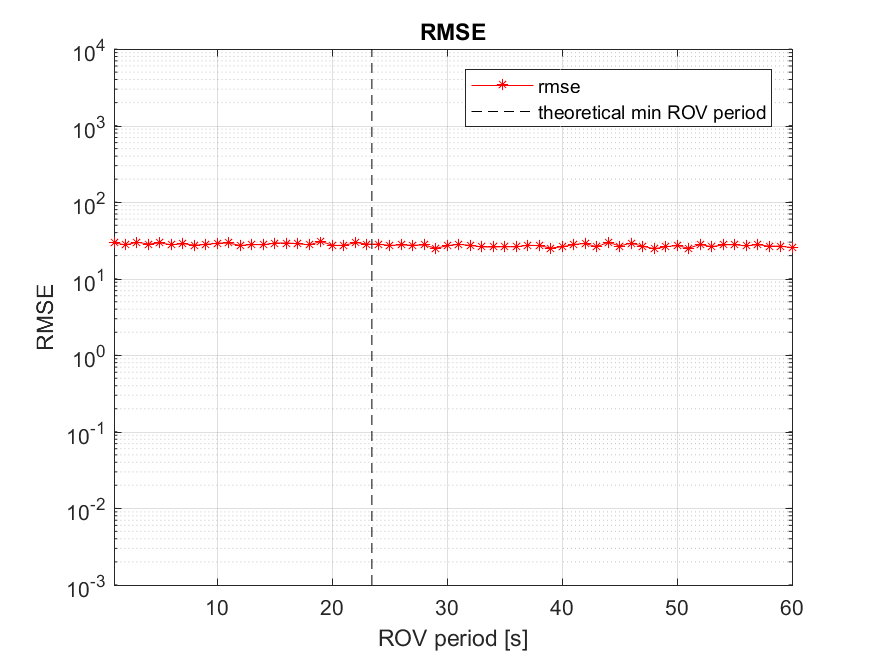 RMSE
10^4
10^3
10^2
10^1
10^0
10^-1
10^-2
10^-3
RMSE
rmse
theoretical min ROV period
10 20 30 40 50 60
ROV period [s]